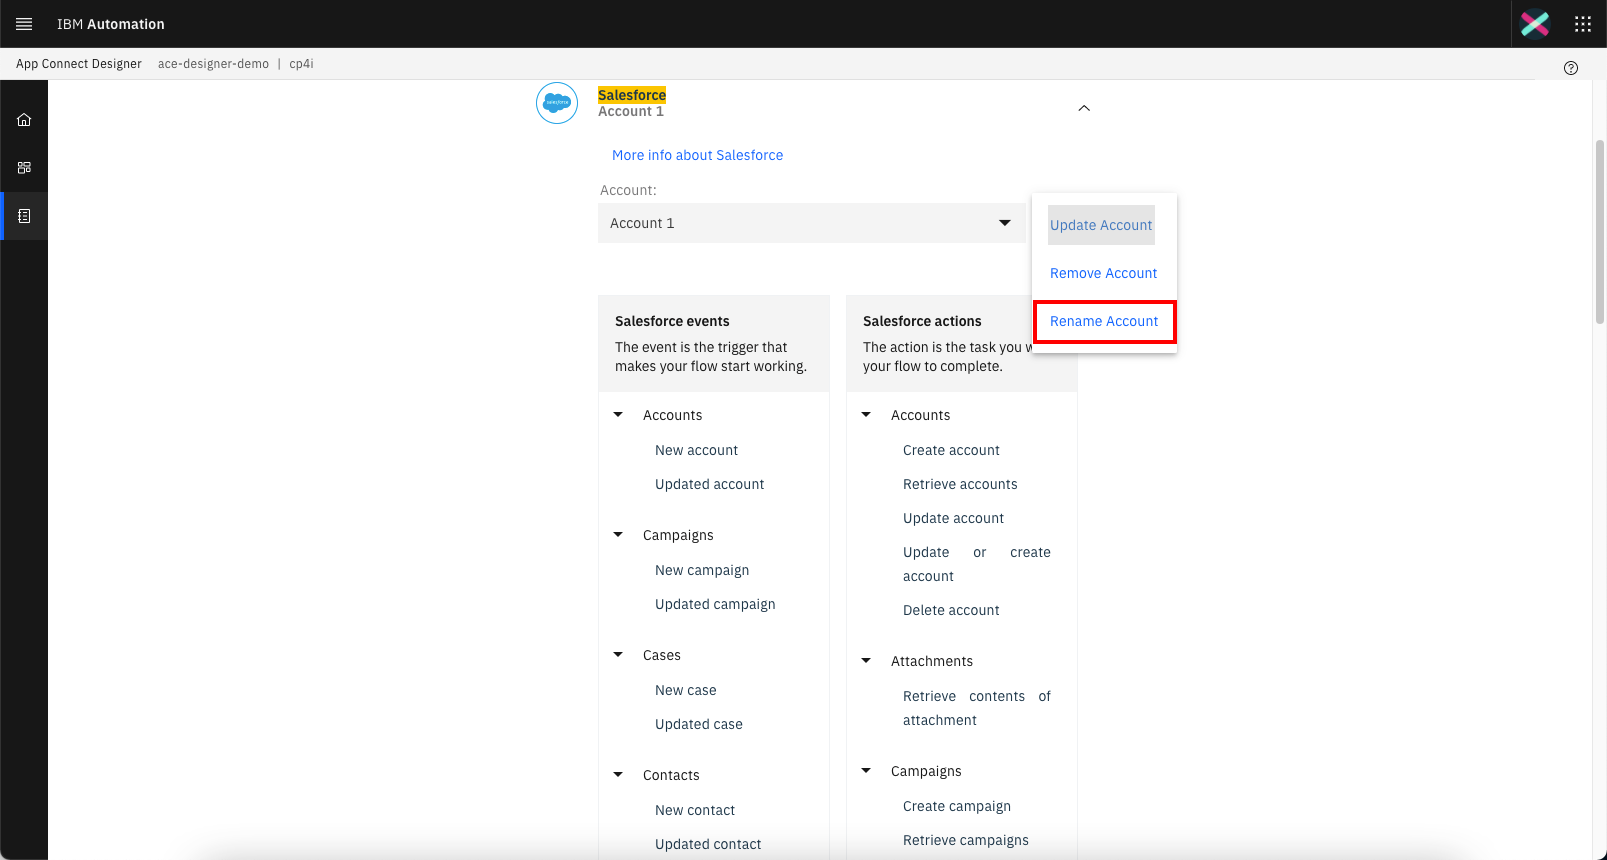 IBM Automation
App Connect Designer ace-designer-demo | cp4i
salesforce
Salesforce
Account 1
More info about Salesforce
Account:
Account 1
Update Account
Remove Account
Rename Account
Salesforce events
The event is the trigger that
makes your flow start working.
Accounts
New account
Updated account
Campaigns
New campaign
Updated campaign
Cases
New case
Updated case
Contacts
New contact
Updated contact
Salesforce actions
The action is the task you
your flow to complete.
Accounts
Create account
Retrieve accounts
Update account
Update or create
account
Delete account
Attachments
Retrieve contents of
attachment
Campaigns
Create campaign
Retrieve campaigns